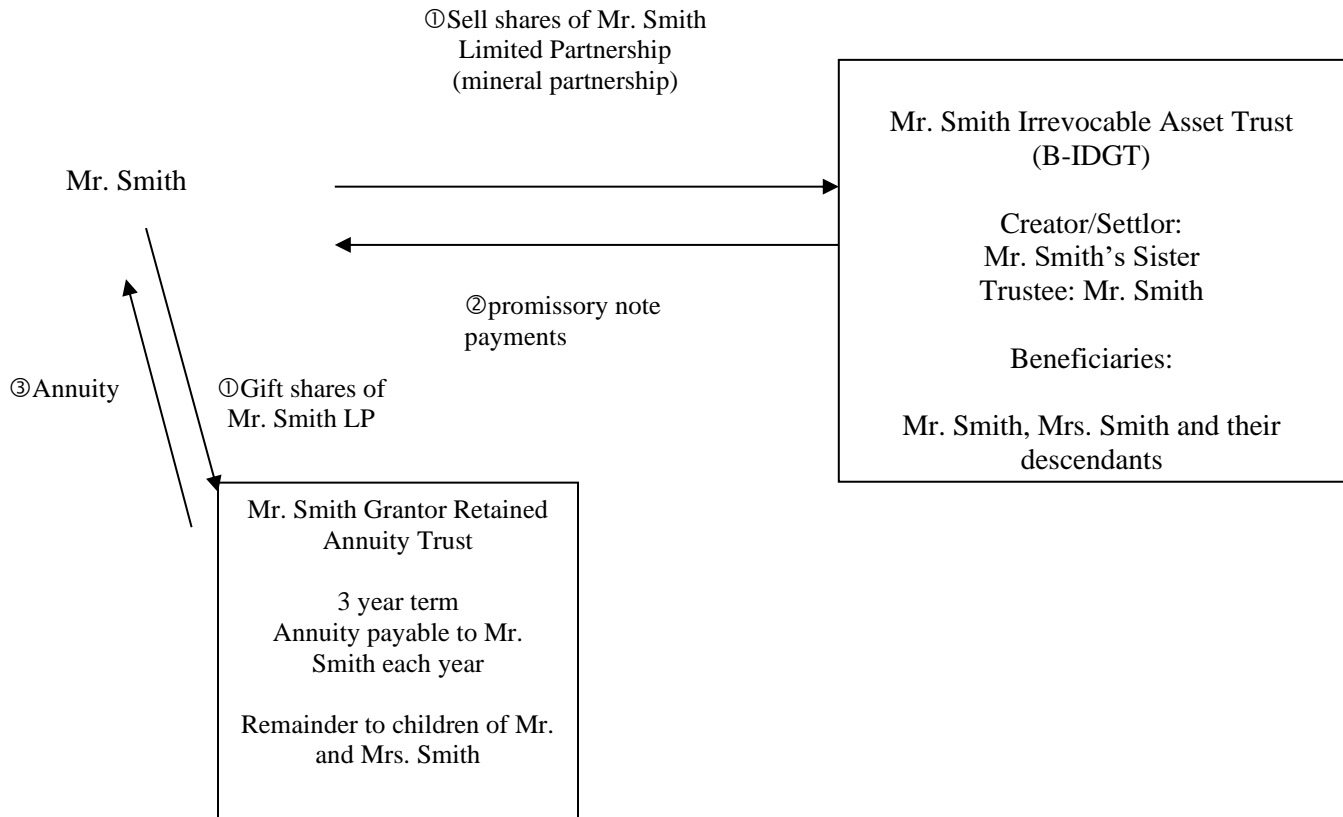 ①Sell shares of Mr. Smith
Limited Partnership
(mineral partnership)
Mr. Smith Irrevocable Asset Trust
(B-IDGT)
Creator/Settlor:
Mr. Smith’s Sister
Trustee: Mr. Smith
Beneficiaries:
Mr. Smith, Mrs. Smith and their
descendants
Mr. Smith
②promissory note
payments
③Annuity
①Gift shares of
Mr. Smith LP
Mr. Smith Grantor Retained
Annuity Trust
3 year term
Annuity payable to Mr.
Smith each year
Remainder to children of Mr.
and Mrs. Smith